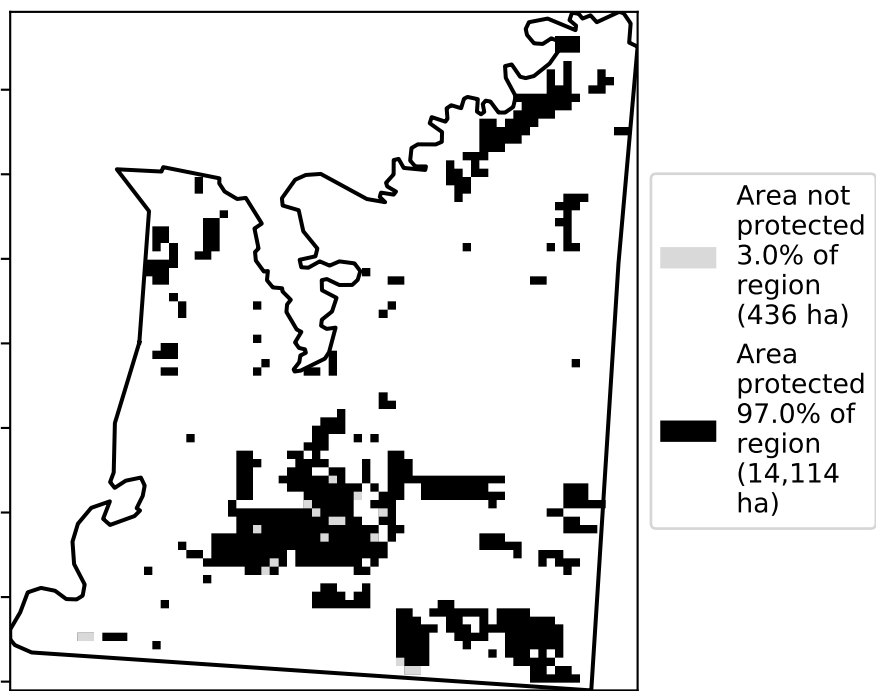 Area not
protected
3.0% of
region
(436 ha)
Area
protected
97.0% of
region
(14,114
ha)